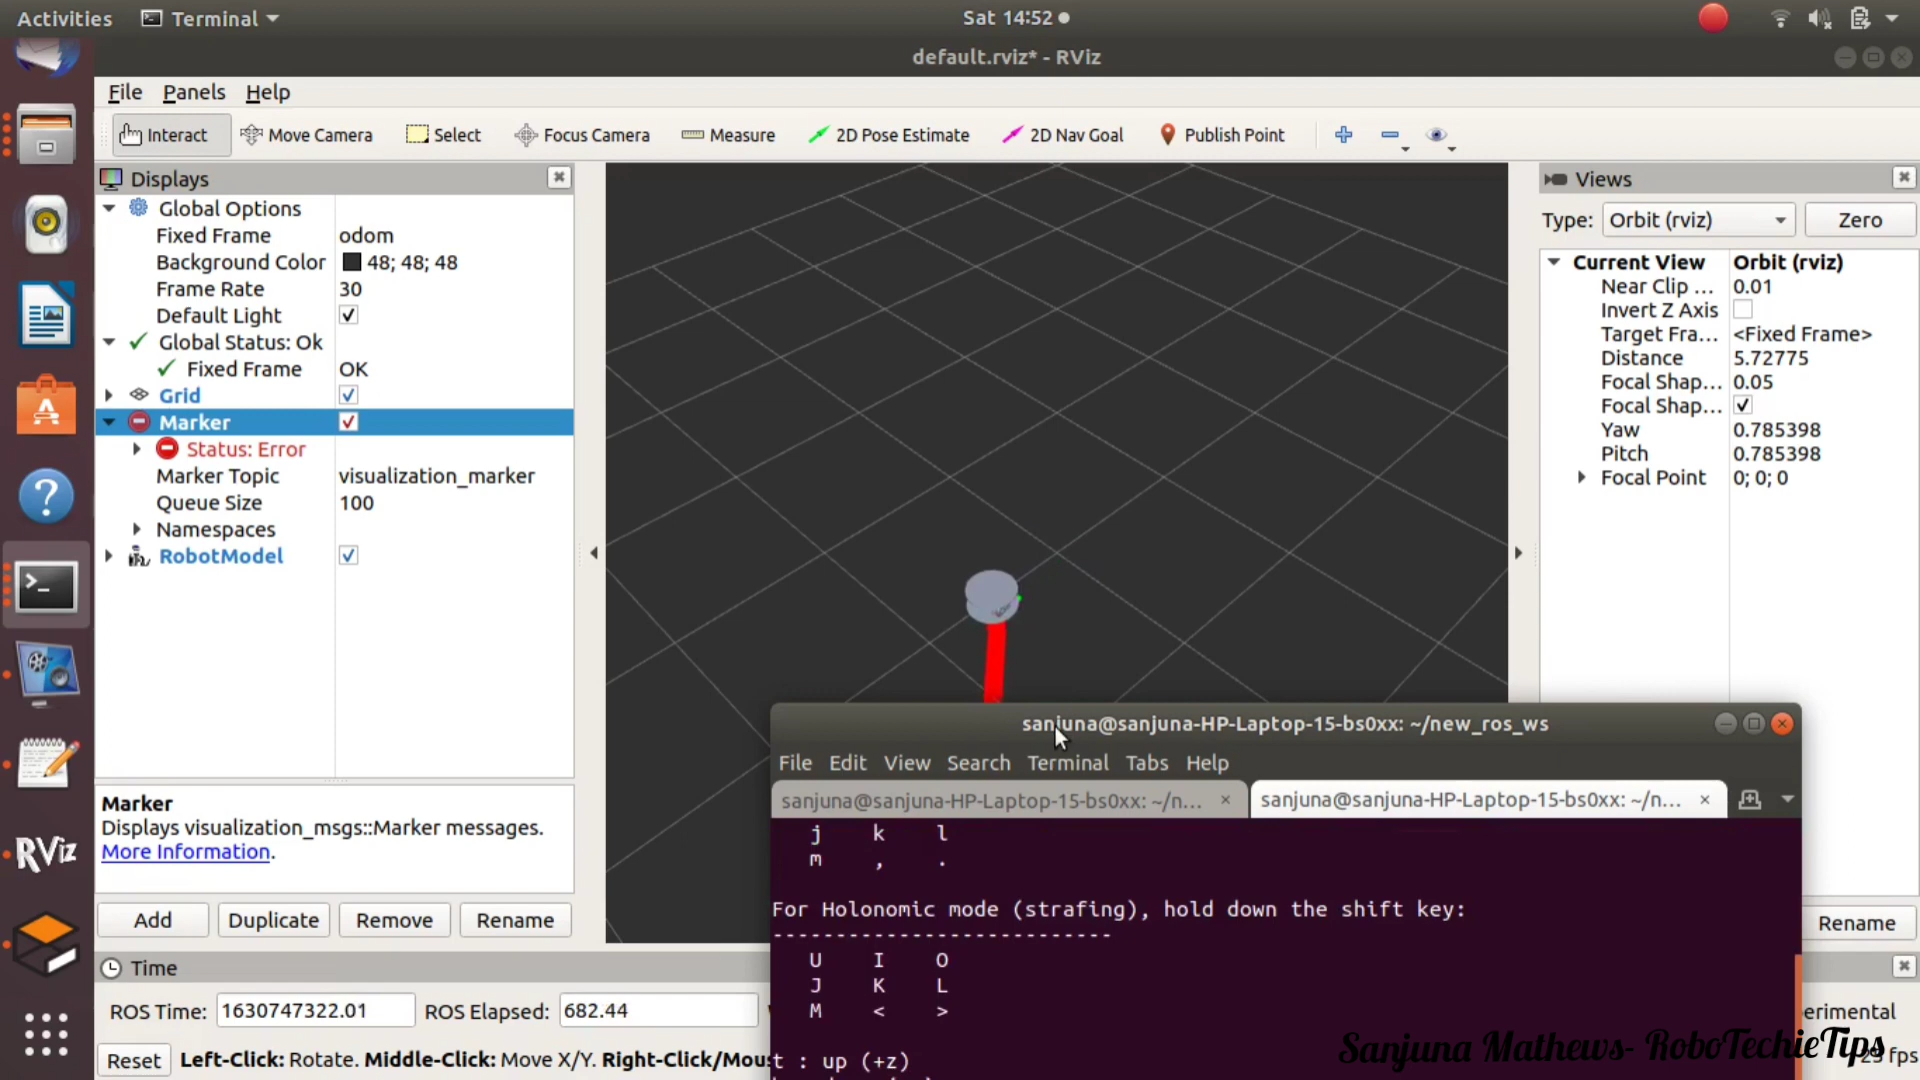 Activities
Terminal
Sat 14:52
default.rviz* - RViz
File Panels Help
Interact
Move Camera
Select
Focus Camera
Measure
2D Pose Estimate
2D Nav Goal
Publish Point
Displays
Global Options
Fixed Frame odom
Background Color 48; 48; 48
Frame Rate 30
Default Light
Global Status: Ok
Fixed Frame OK
Grid
Marker
Status: Error
Marker Topic visualization_marker
Queue Size 100
Namespaces
RobotModel
Marker
Displays visualization_msgs::Marker messages.
More Information.
Add Duplicate Remove Rename
Views
Type: Orbit (rviz) Zero
Current View Orbit (rviz)
Near Clip ... 0.01
Invert Z Axis
Target Fra... <Fixed Frame>
Distance 5.72775
Focal Shap... 0.05
Focal Shap...
Yaw 0.785398
Pitch 0.785398
Focal Point 0; 0; 0
Rename
RViz
sanjuna@sanjuna-HP-Laptop-15-bs0xx: ~/new_ros_ws
File Edit View Search Terminal Tabs Help
sanjuna@sanjuna-HP-Laptop-15-bs0xx: ~/n...
sanjuna@sanjuna-HP-Laptop-15-bs0xx: ~/n...
j k l
m , .
For Holonomic mode (strafing), hold down the shift key:
---------------------------
U I O
J K L
M < >
t : up (+z)
Time
ROS Time: 1630747322.01 ROS Elapsed: 682.44
erimental
Reset Left-Click: Rotate. Middle-Click: Move X/Y. Right-Click/Mous
fps
Sanjuna Mathews- RoboTechieTips